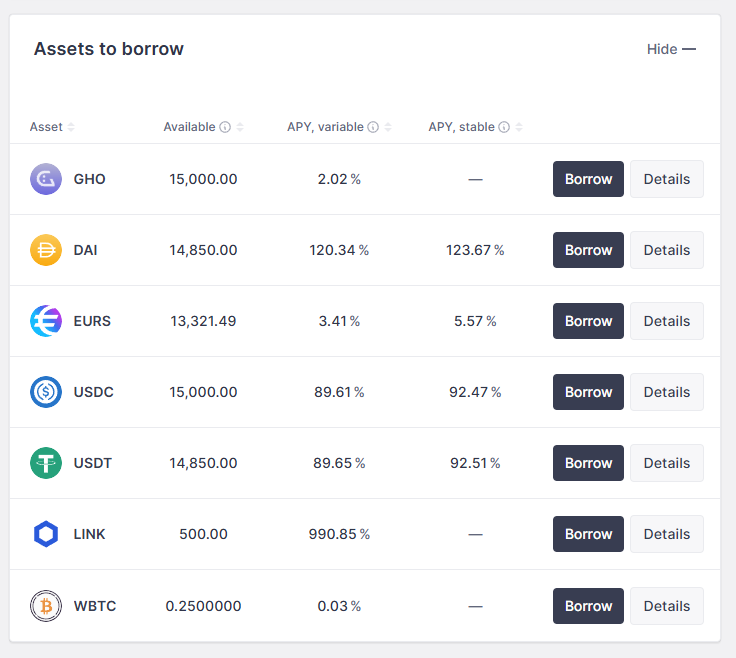 Assets to borrow Hide —
Asset Available APY, variable APY, stable
GHO 15,000.00 2.02 % — Borrow Details
DAI 14,850.00 120.34 % 123.67 % Borrow Details
EURS 13,321.49 3.41 % 5.57 % Borrow Details
USDC 15,000.00 89.61 % 92.47 % Borrow Details
USDT 14,850.00 89.65 % 92.51 % Borrow Details
LINK 500.00 990.85 % — Borrow Details
WBTC 0.2500000 0.03 % — Borrow Details